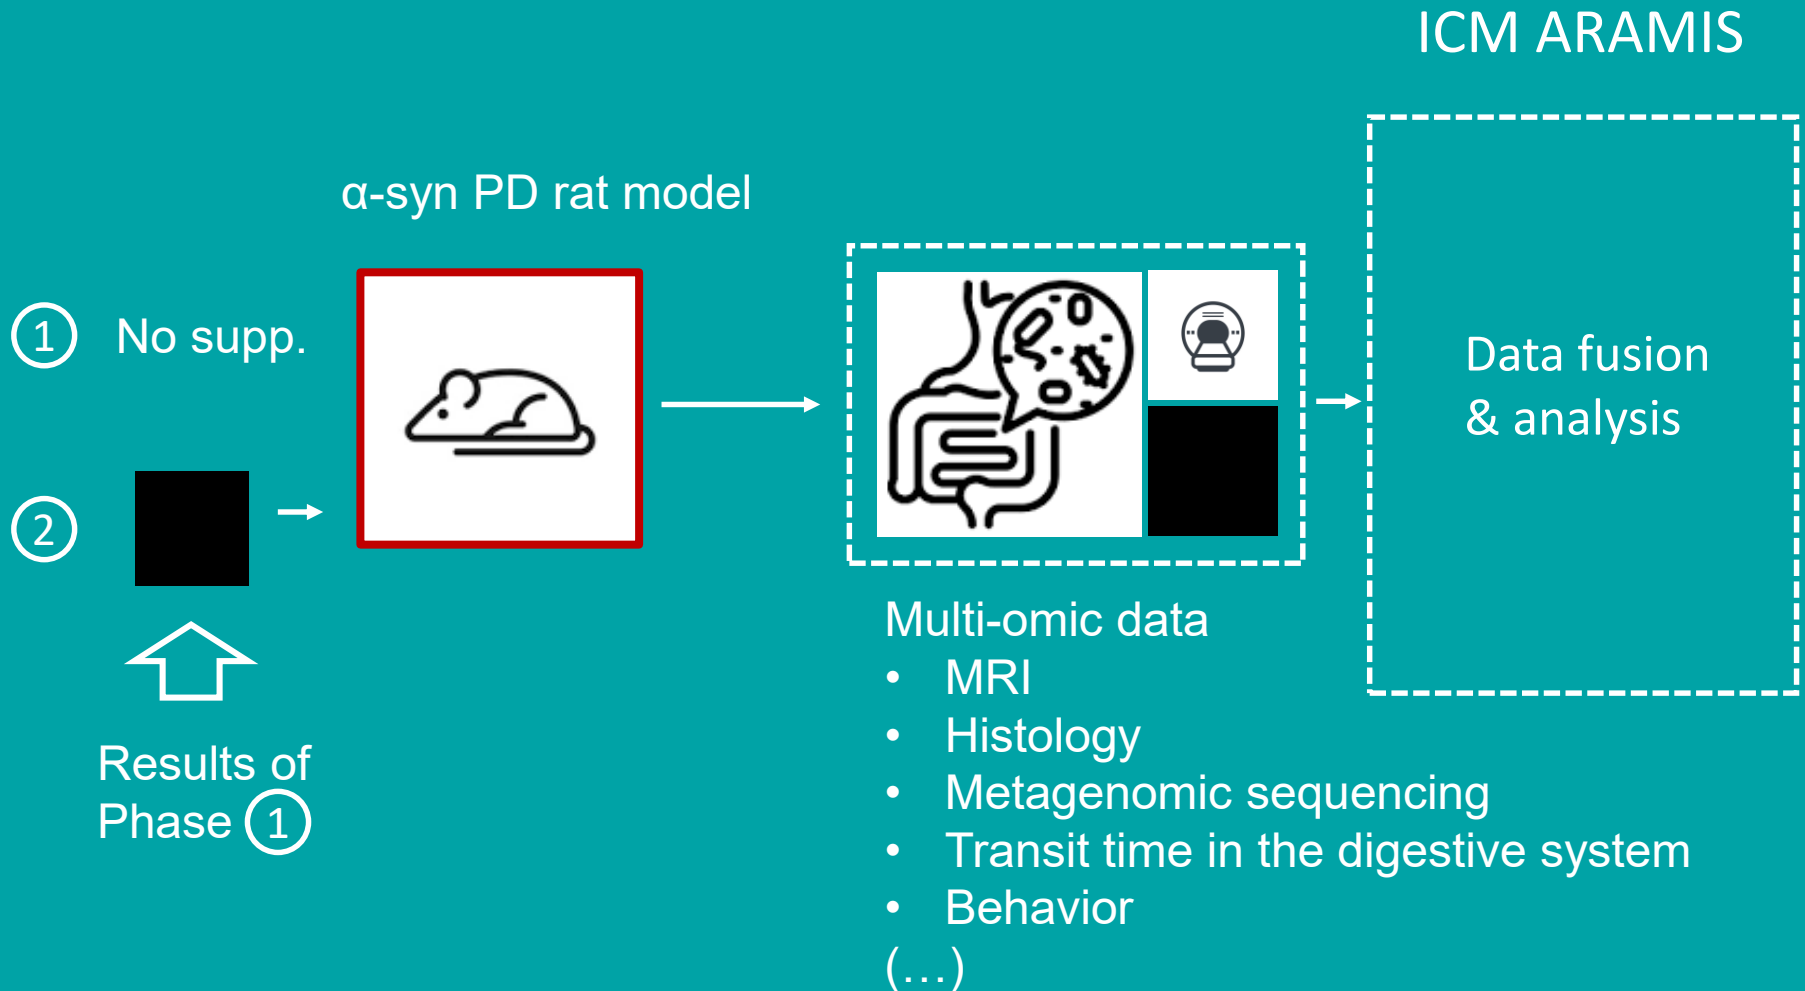 ICM ARAMIS
α-syn PD rat model
1 No supp.
2
Results of
Phase 1
Multi-omic data
• MRI
• Histology
• Metagenomic sequencing
• Transit time in the digestive system
• Behavior
(…)
Data fusion
& analysis